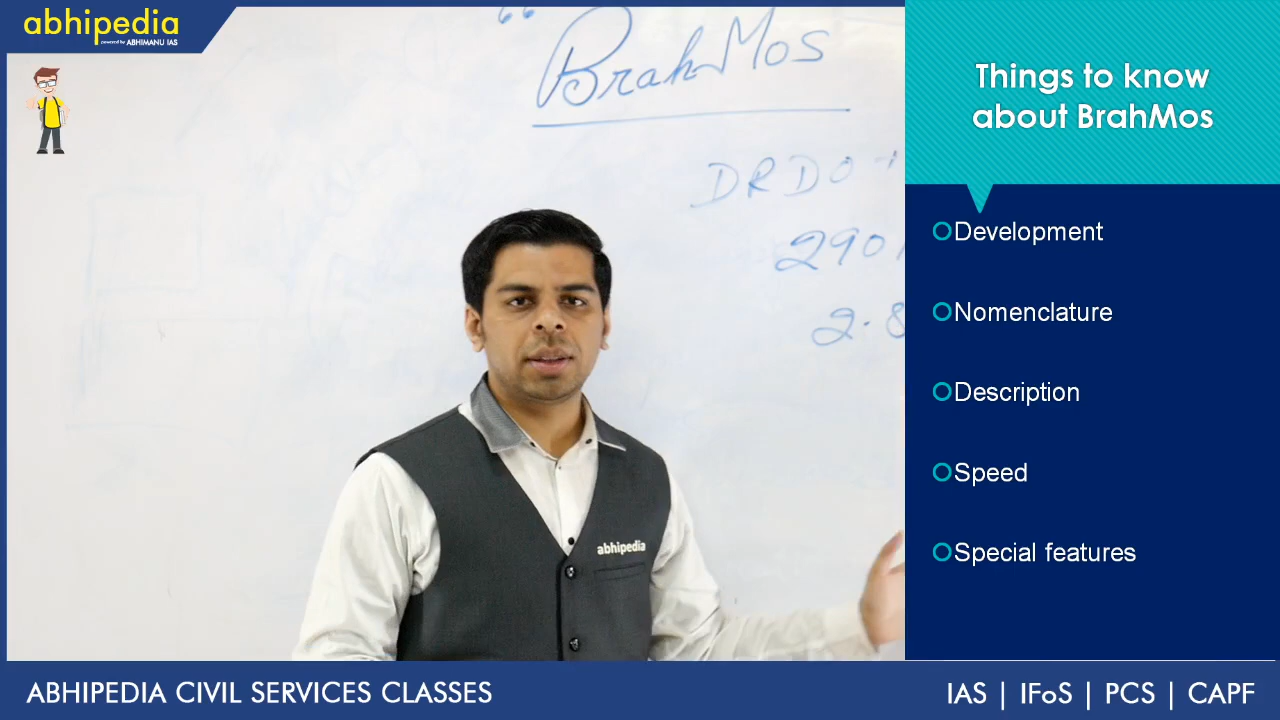 abhipedia
powered by ABHIMANU IAS
“BrahMos
DRDO +
290
2.8
abhipedia
Things to know
about BrahMos
Development
Nomenclature
Description
Speed
Special features
ABHIPEDIA CIVIL SERVICES CLASSES
IAS | IFoS | PCS | CAPF